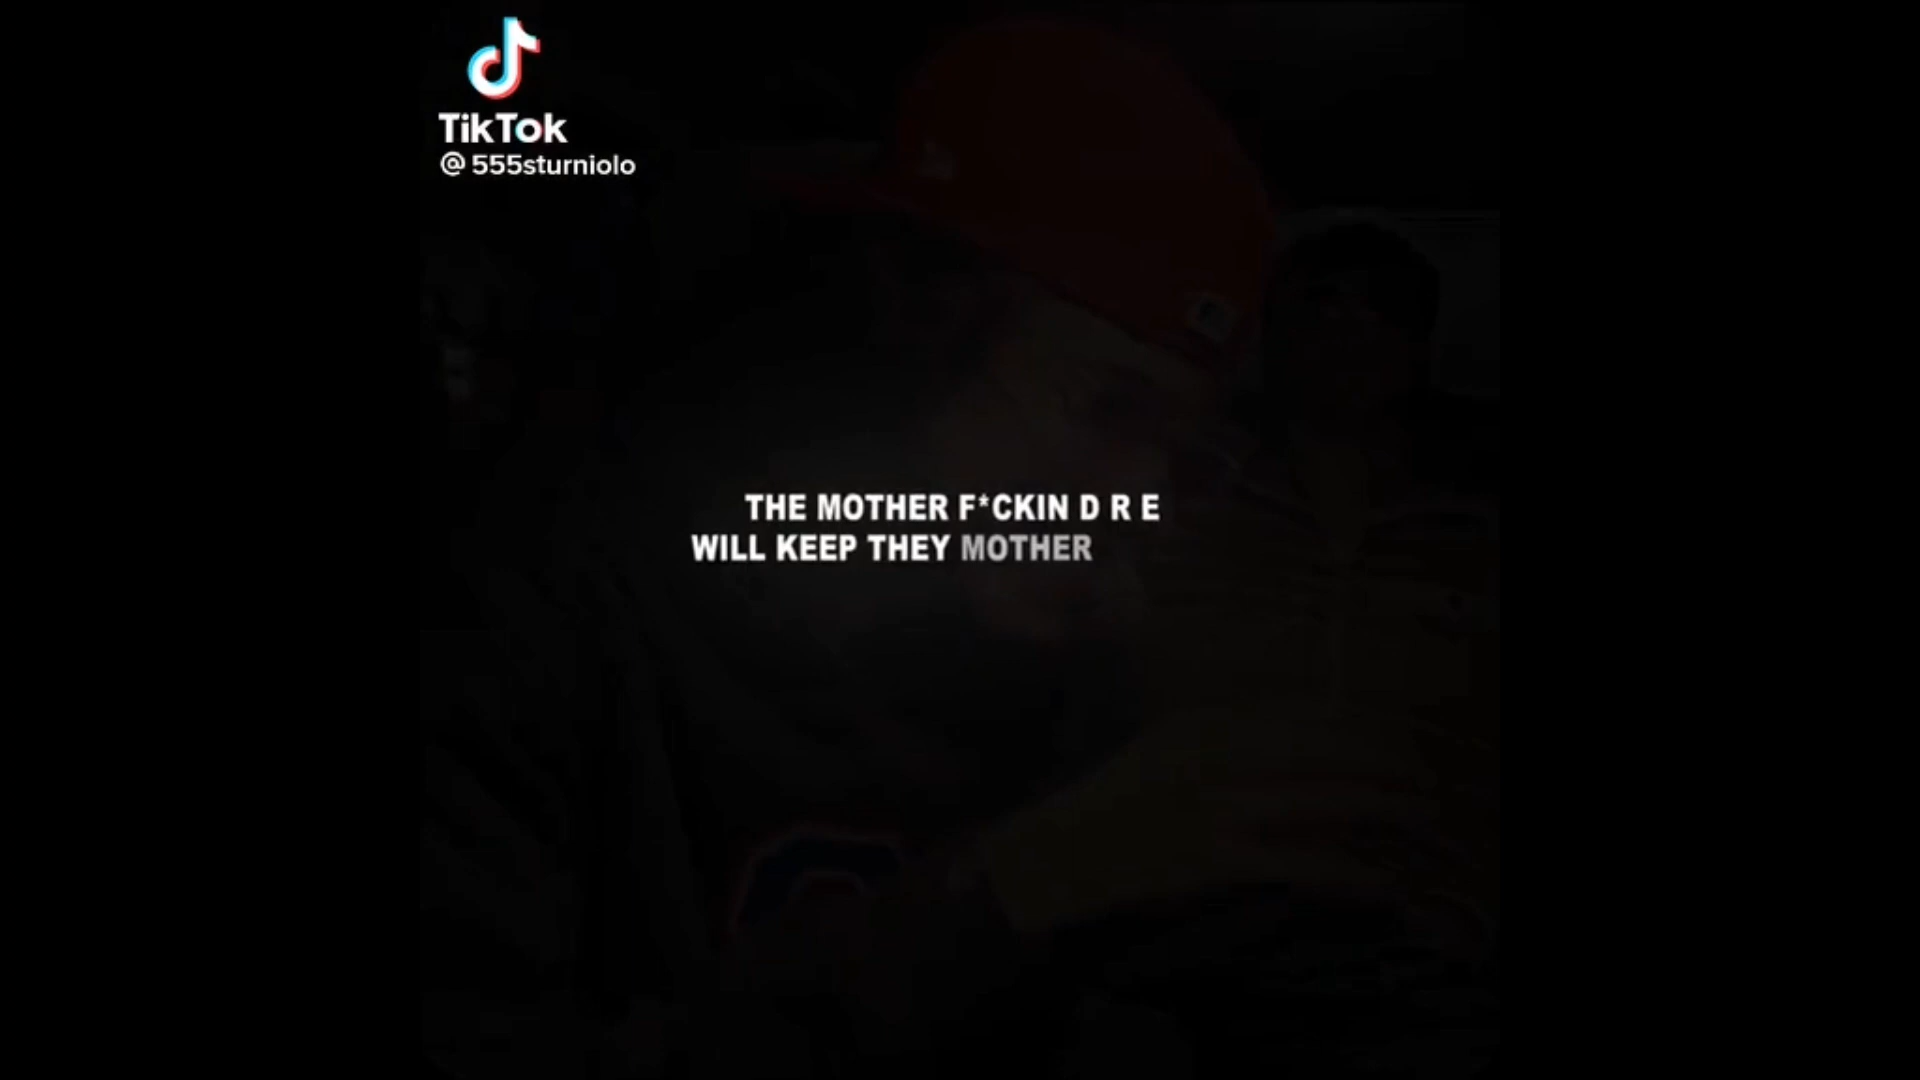 TikTok
@555sturniolo
THE MOTHER F*CKIN D R E
WILL KEEP THEY MOTHER